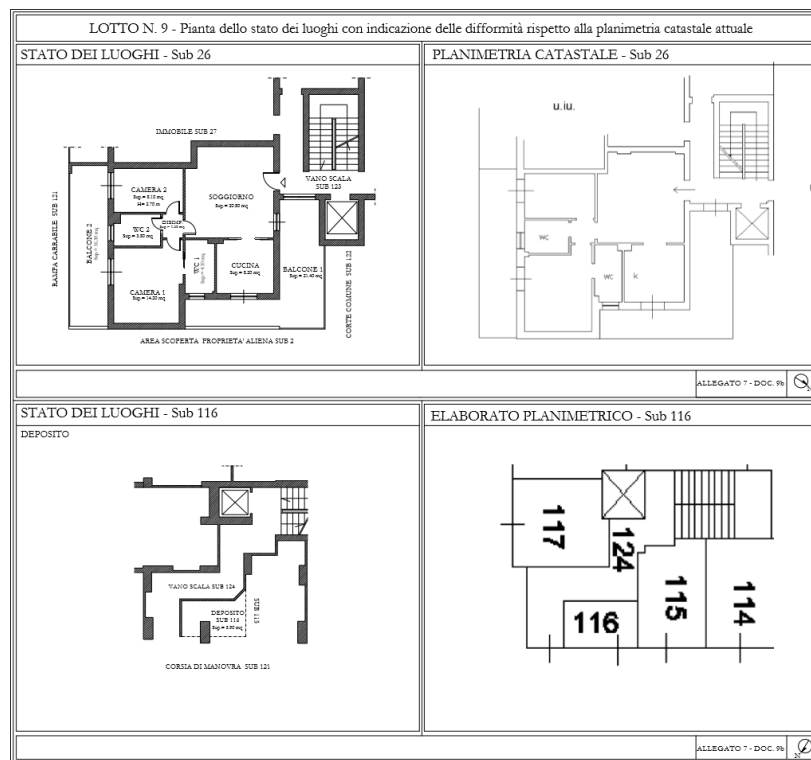 LOTTO N. 9 - Pianta dello stato dei luoghi con indicazione delle difformità rispetto alla planimetria catastale attuale
STATO DEI LUOGHI - Sub 26
PLANIMETRIA CATASTALE - Sub 26
IMMOBILE SUB 27
VANO SCALA
SUB 123
RAMPA CARRABILE SUB 121
BALCONE 2
CAMERA 2
H= 2.70 m
SOGGIORNO
WC 2
DISIMP.
WC 1
CUCINA
BALCONE 1
CAMERA 1
CORTE COMUNE SUB 122
AREA SCOPERTA PROPRIETA' ALIENA SUB 2
u.iu.
WC
WC
K
ALLEGATO 7 - DOC. 9b
STATO DEI LUOGHI - Sub 116
ELABORATO PLANIMETRICO - Sub 116
DEPOSITO
VANO SCALA SUB 124
DEPOSITO
SUB 116
SUB 115
CORSIA DI MANOVRA SUB 121
117
124
116
115
114
ALLEGATO 7 - DOC. 9b